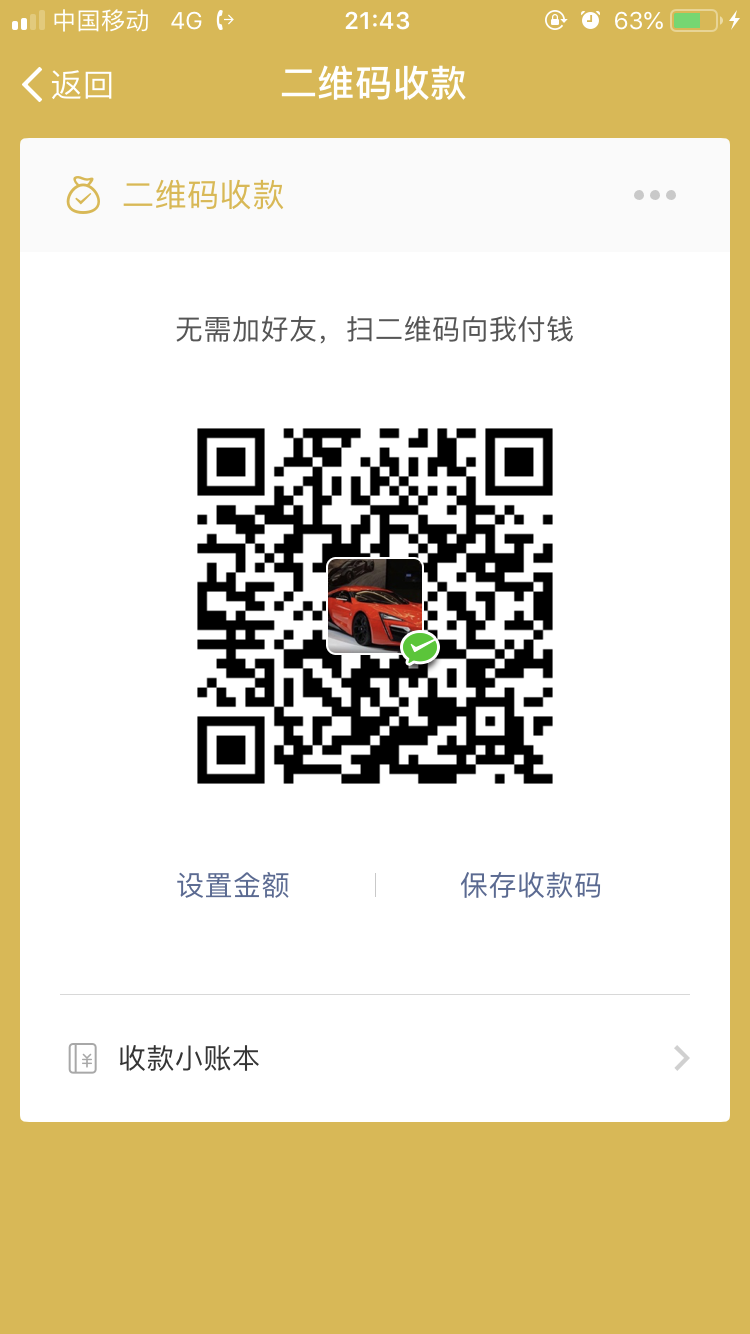 中国移动 4G 21:43 63%
返回 二维码收款
二维码收款
无需加好友，扫二维码向我付钱
设置金额 保存收款码
¥ 收款小账本